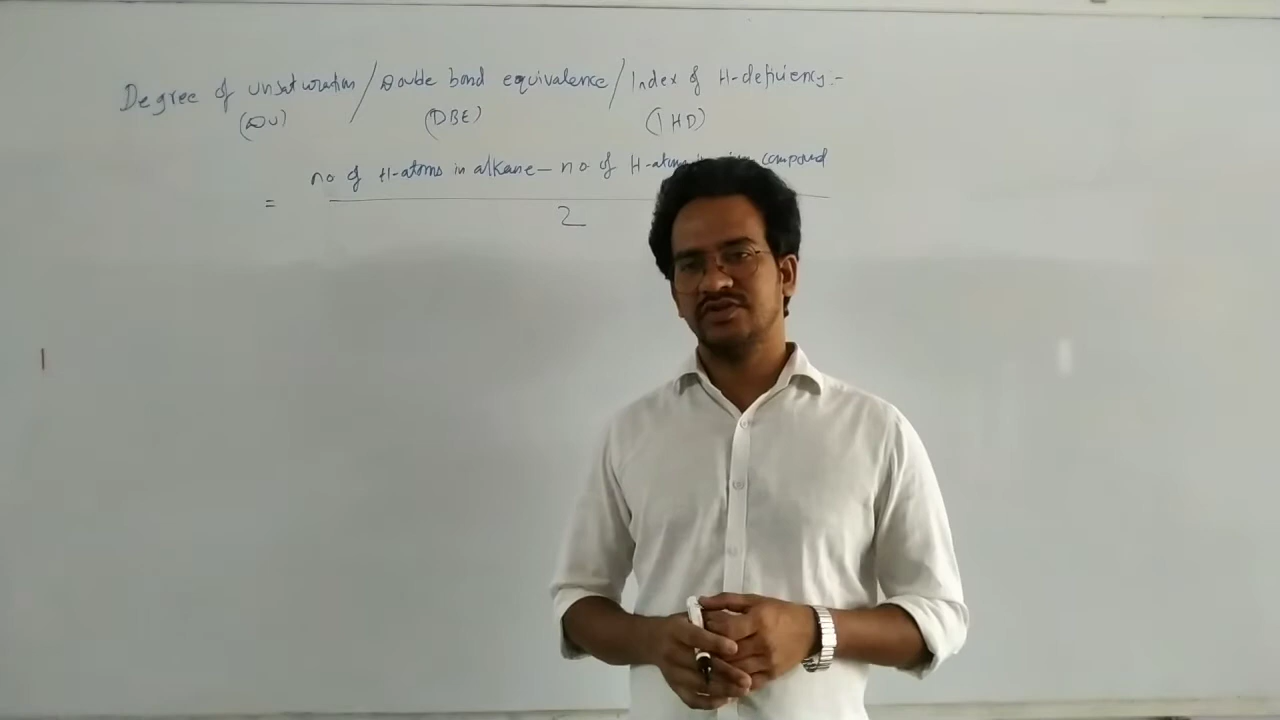 Degree of unsaturation/Double bond equivalence/Index of H-deficiency:-
(DU) (DBE) (IHD)
no of H-atoms in alkane - no of H-atoms compound
=
2